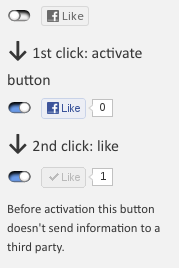 Like
1st click: activate
button
Like 0
2nd click: like
Like 1
Before activation this button
doesn't send information to a
third party.